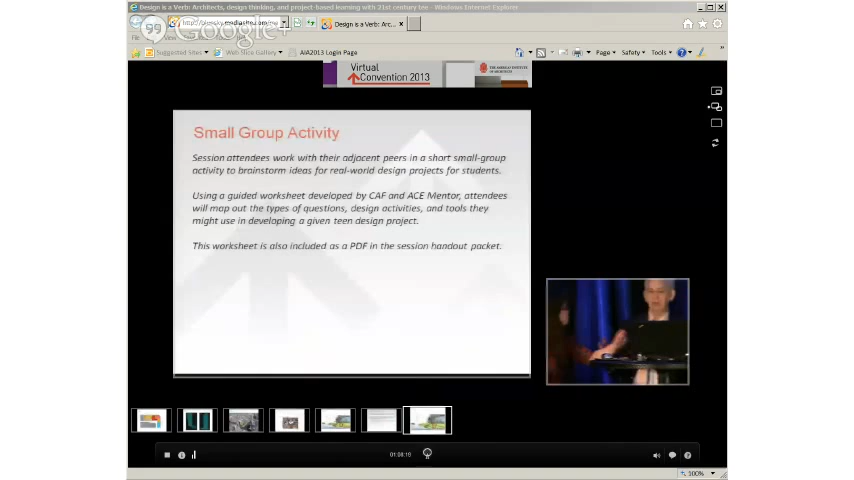 Design is a Verb: Architects, design thinking, and project-based learning with 21st century tee - Windows Internet Explorer
Google+
Design is a Verb: Arc...
Suggested Sites
Web Slice Gallery
AIA2013 Login Page
Page
Safety
Tools
Virtual
Convention 2013
Small Group Activity
Session attendees work with their adjacent peers in a short small-group
activity to brainstorm ideas for real-world design projects for students.
Using a guided worksheet developed by CAF and ACE Mentor, attendees
will map out the types of questions, design activities, and tools they
might use in developing a given teen design project.
This worksheet is also included as a PDF in the session handout packet.
01:08:19
100%